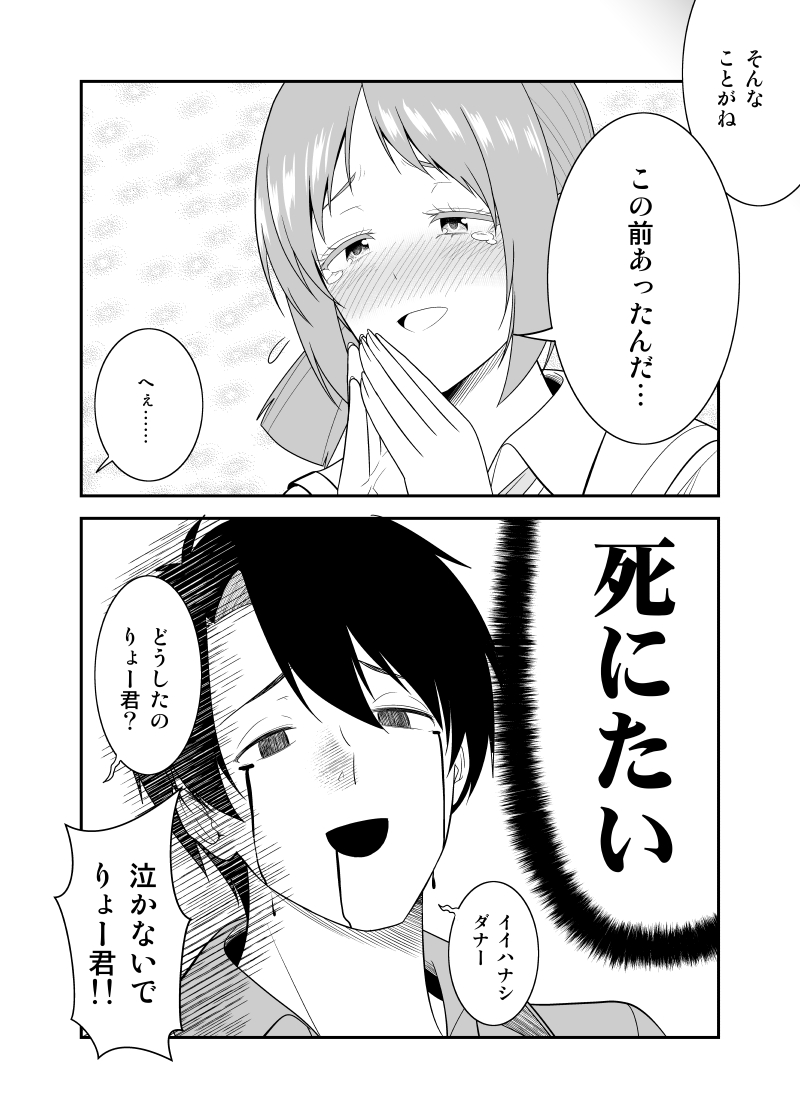 そんな
ことがね
この前あったんだ…
へぇ……
死にたい
どうしたの
りょー君？
イイハナシ
ダナー
泣かないで
りょー君！！